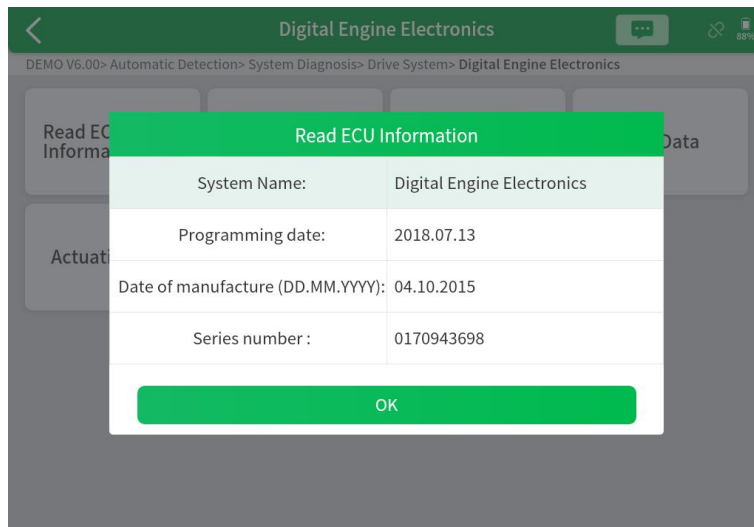 Digital Engine Electronics
88%
DEMO V6.00> Automatic Detection> System Diagnosis> Drive System> Digital Engine Electronics
Read EC
Informa
Data
Actuati
Read ECU Information
System Name: Digital Engine Electronics
Programming date: 2018.07.13
Date of manufacture (DD.MM.YYYY): 04.10.2015
Series number : 0170943698
OK